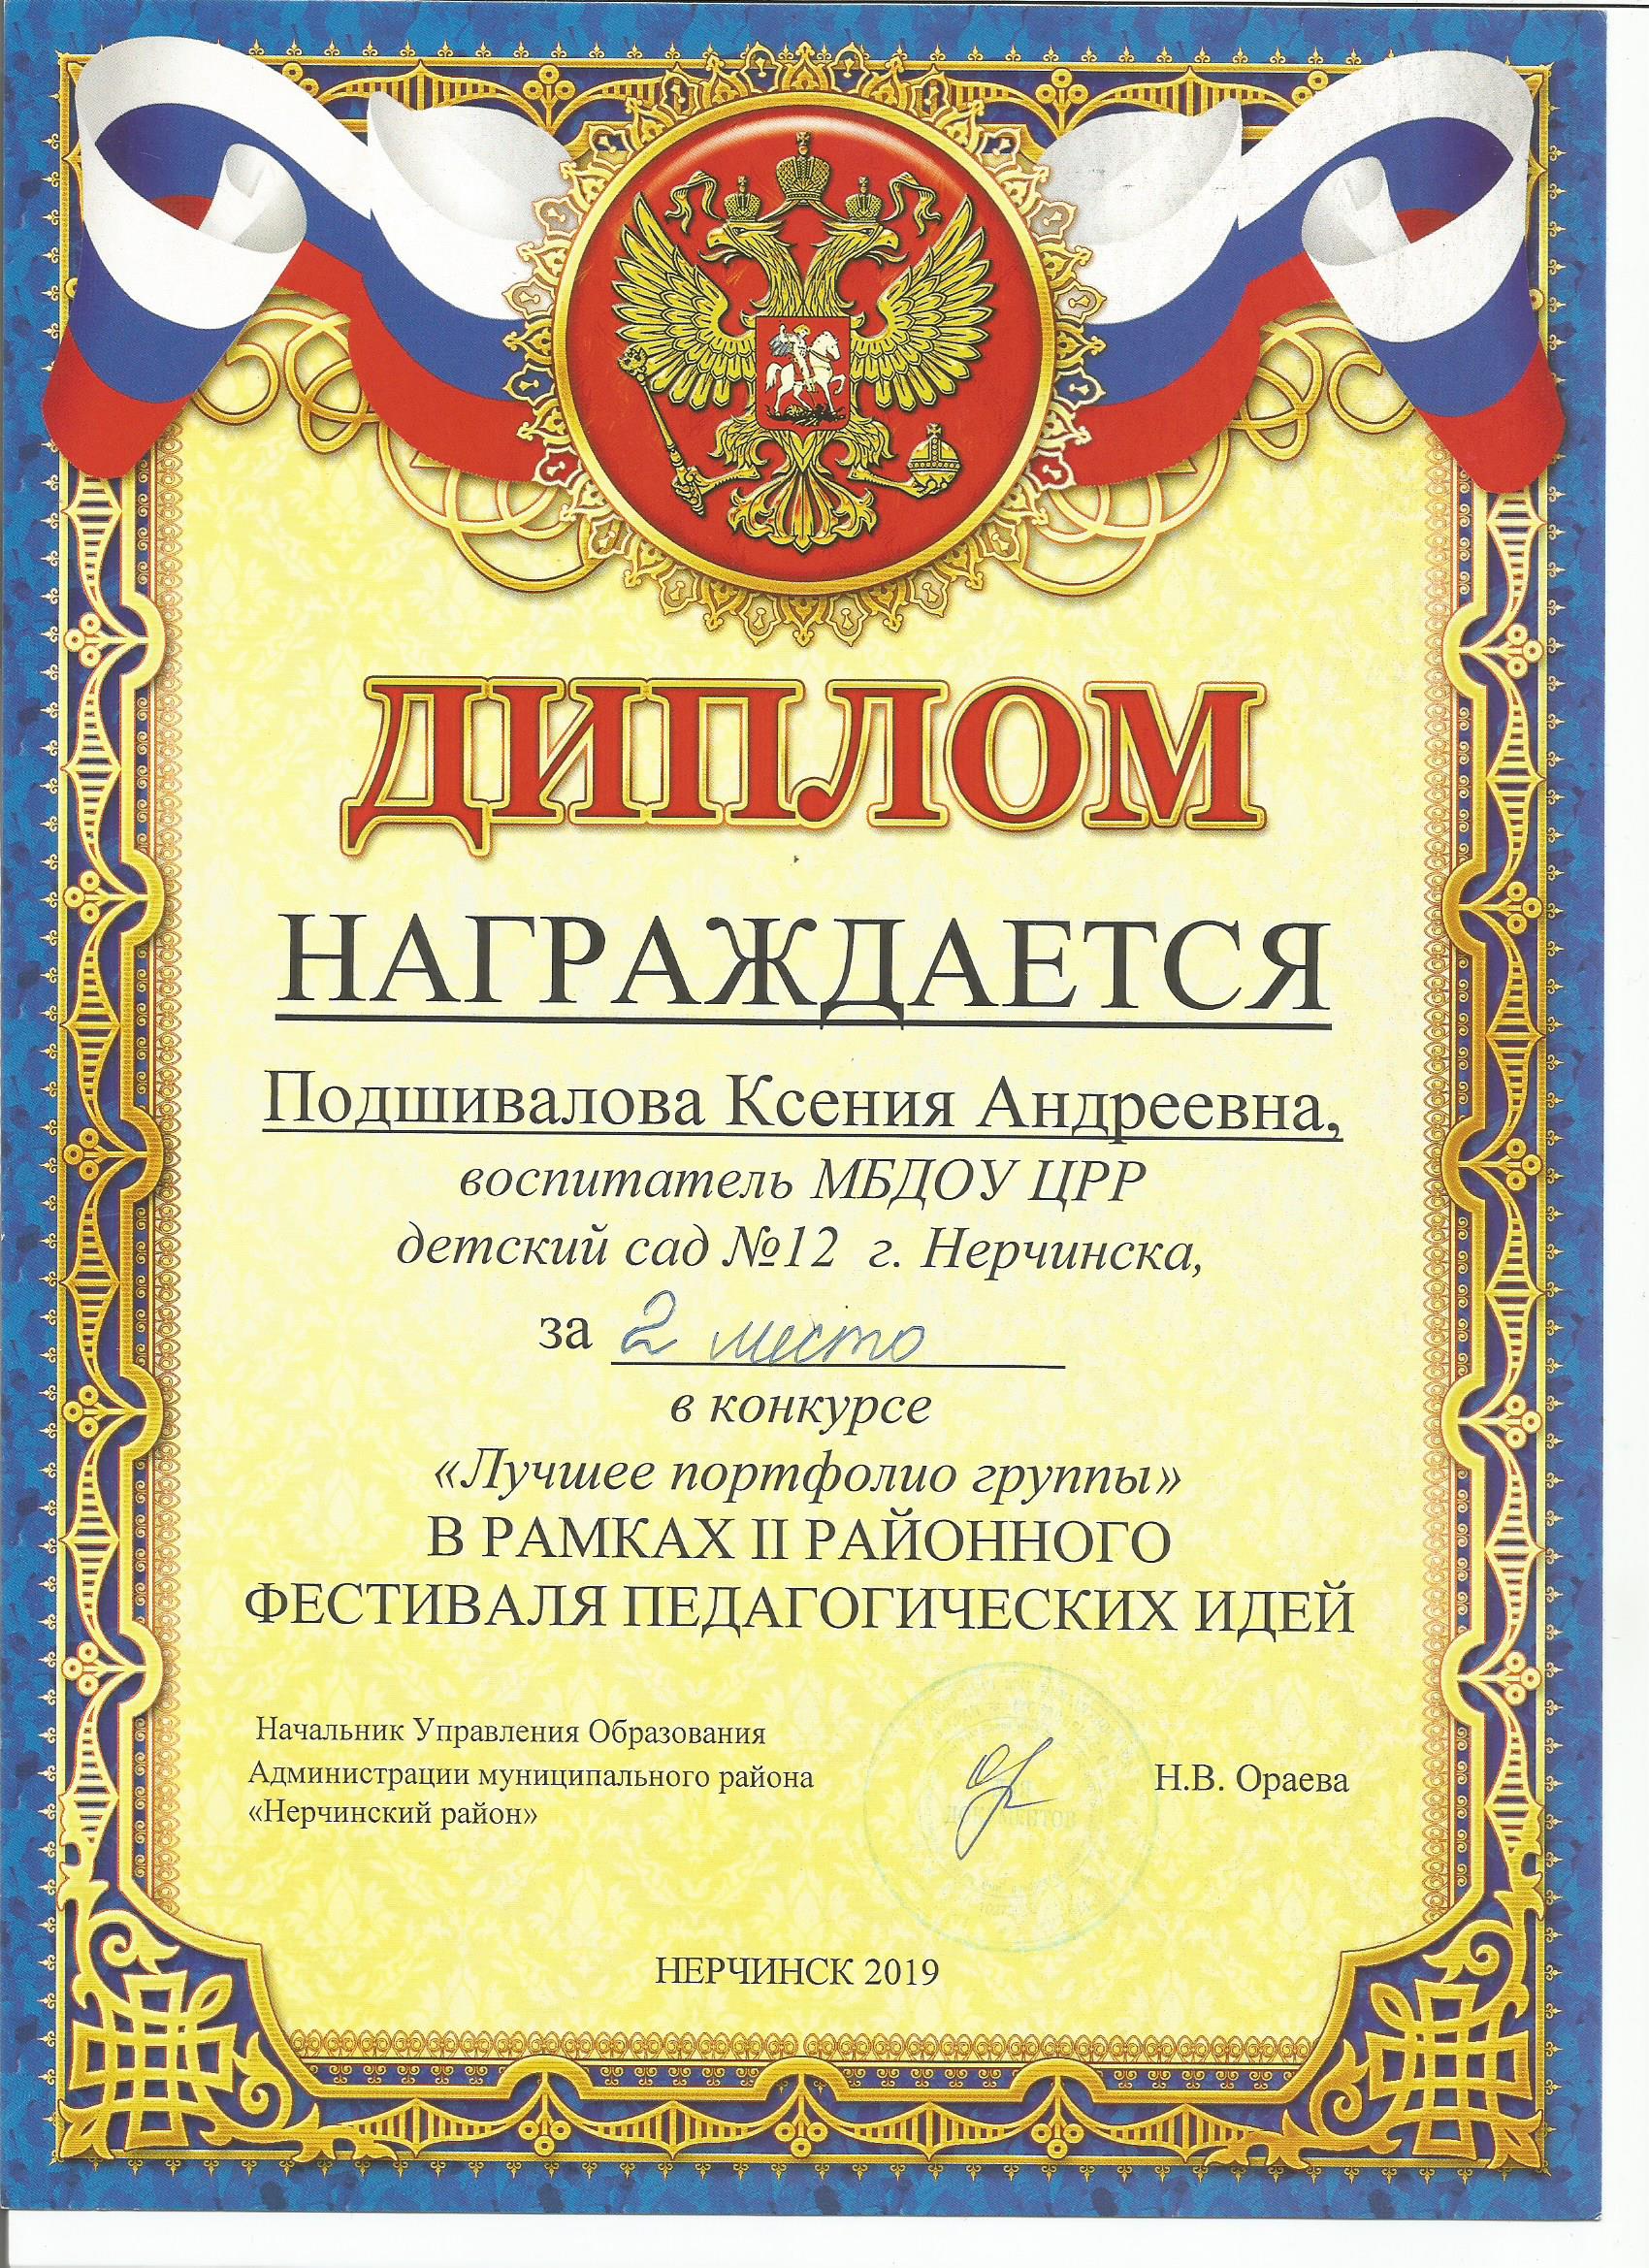 ДИПЛОМ
НАГРАЖДАЕТСЯ
Подшивалова Ксения Андреевна,
воспитатель МБДОУ ЦРР
детский сад №12 г. Нерчинска,
за 2 место
в конкурсе
«Лучшее портфолио группы»
В РАМКАХ II РАЙОННОГО
ФЕСТИВАЛЯ ПЕДАГОГИЧЕСКИХ ИДЕЙ
Начальник Управления Образования
Администрации муниципального района
«Нерчинский район»
Н.В. Ораева
НЕРЧИНСК 2019